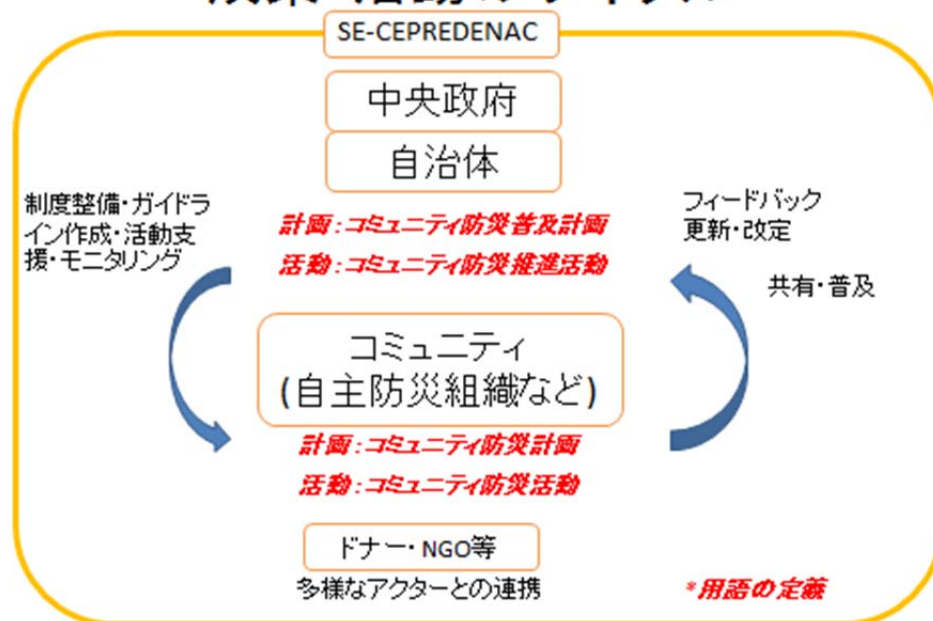 SE-CEPREDENAC
中央政府
自治体
制度整備・ガイドラ
イン作成・活動支
援・モニタリング
計画:コミュニティ防災普及計画
活動:コミュニティ防災推進活動
フィードバック
更新・改定
共有・普及
コミュニティ
(自主防災組織など)
計画:コミュニティ防災計画
活動:コミュニティ防災活動
ドナー・NGO等
多様なアクターとの連携
*用語の定義